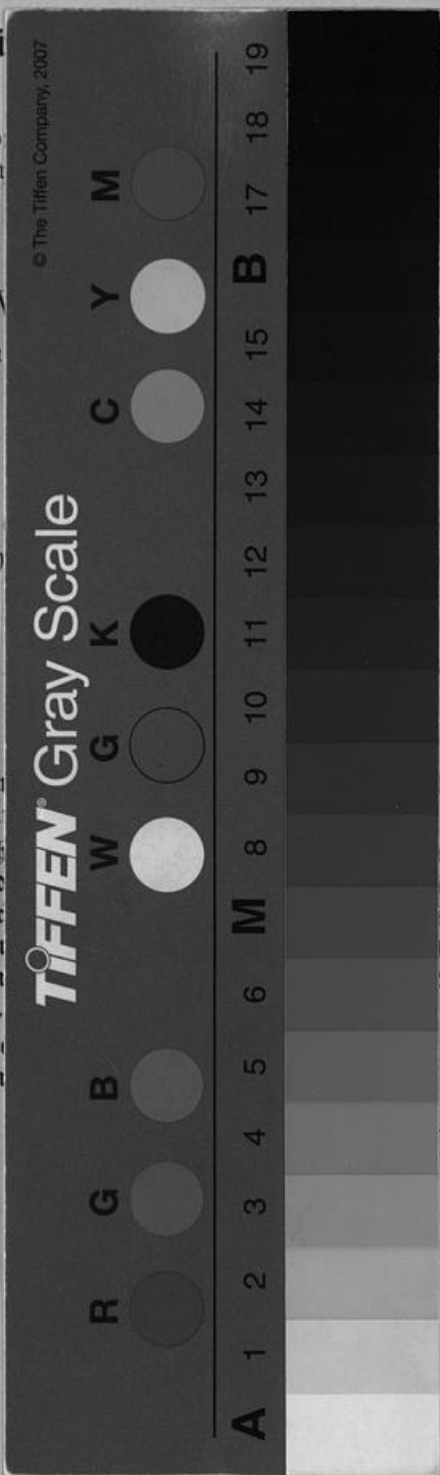 © The Tiffen Company, 2007
TIFFEN® Gray Scale
R G B W G K C Y M
A 1 2 3 4 5 6 M 8 9 10 11 12 13 14 15 B 17 18 19